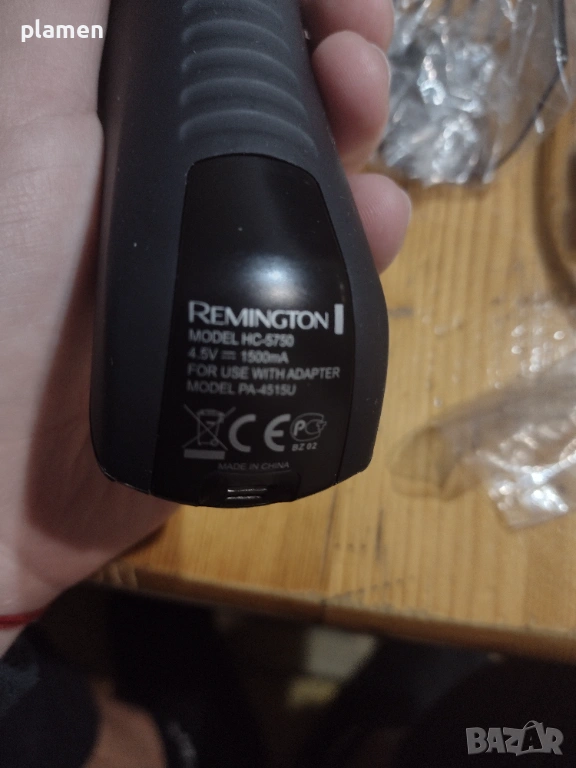 plamen
REMINGTON
MODEL HC-5750
4.5V ⎓ 1500mA
FOR USE WITH ADAPTER
MODEL PA-4515U
CE PC
BZ 02
MADE IN CHINA
BAZAR